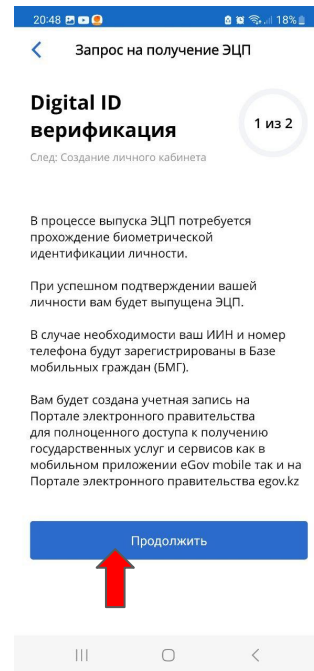 20:48 18%
Запрос на получение ЭЦП
Digital ID
верификация
1 из 2
След: Создание личного кабинета
В процессе выпуска ЭЦП потребуется
прохождение биометрической
идентификации личности.
При успешном подтверждении вашей
личности вам будет выпущена ЭЦП.
В случае необходимости ваш ИИН и номер
телефона будут зарегистрированы в Базе
мобильных граждан (БМГ).
Вам будет создана учетная запись на
Портале электронного правительства
для полноценного доступа к получению
государственных услуг и сервисов как в
мобильном приложении eGov mobile так и на
Портале электронного правительства egov.kz
Продолжить